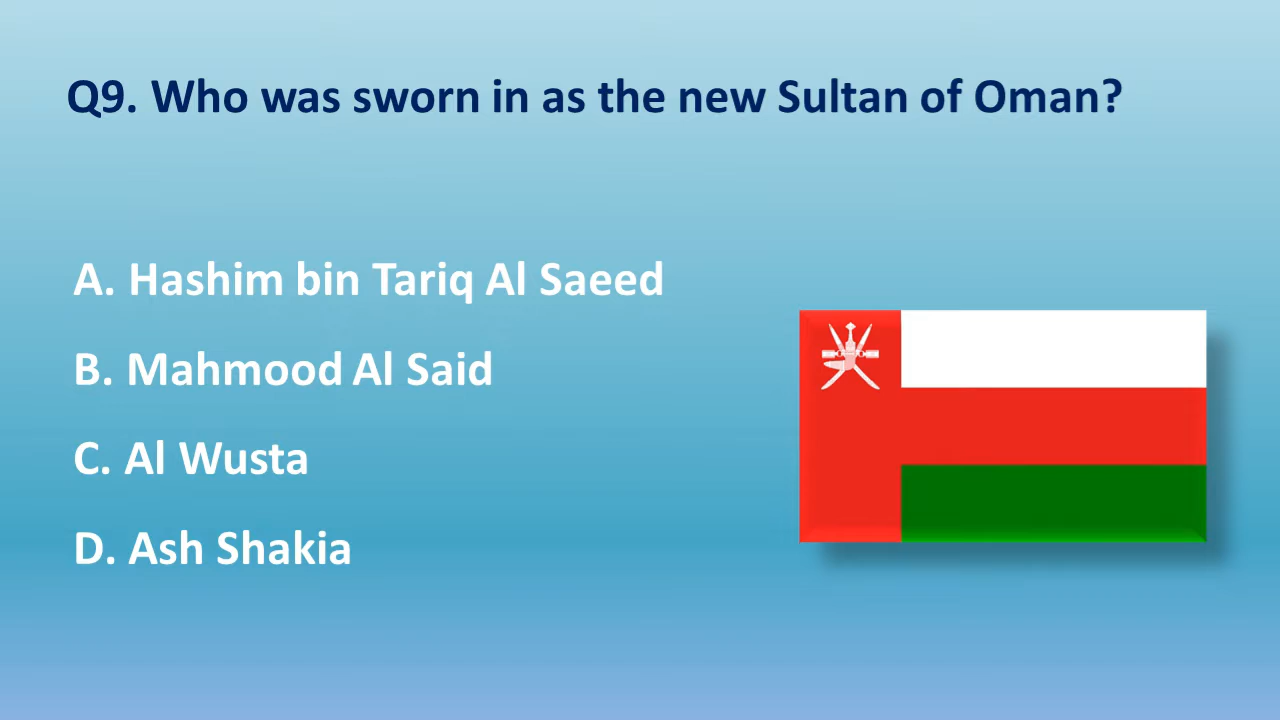 Q9. Who was sworn in as the new Sultan of Oman?
A. Hashim bin Tariq Al Saeed
B. Mahmood Al Said
C. Al Wusta
D. Ash Shakia